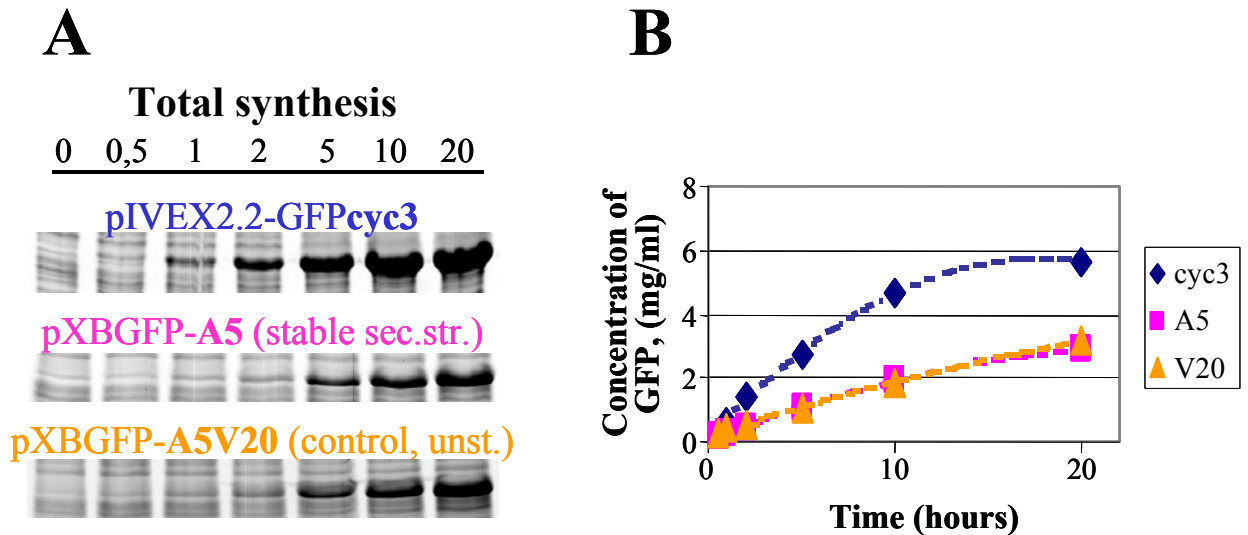 A
Total synthesis
0 0,5 1 2 5 10 20
pIVEX2.2-GFPcyc3
pXBGFP-A5 (stable sec.str.)
pXBGFP-A5V20 (control, unst.)
B
Concentration of
GFP, (mg/ml)
8
6
4
2
0
0 10 20
Time (hours)
cyc3
A5
V20